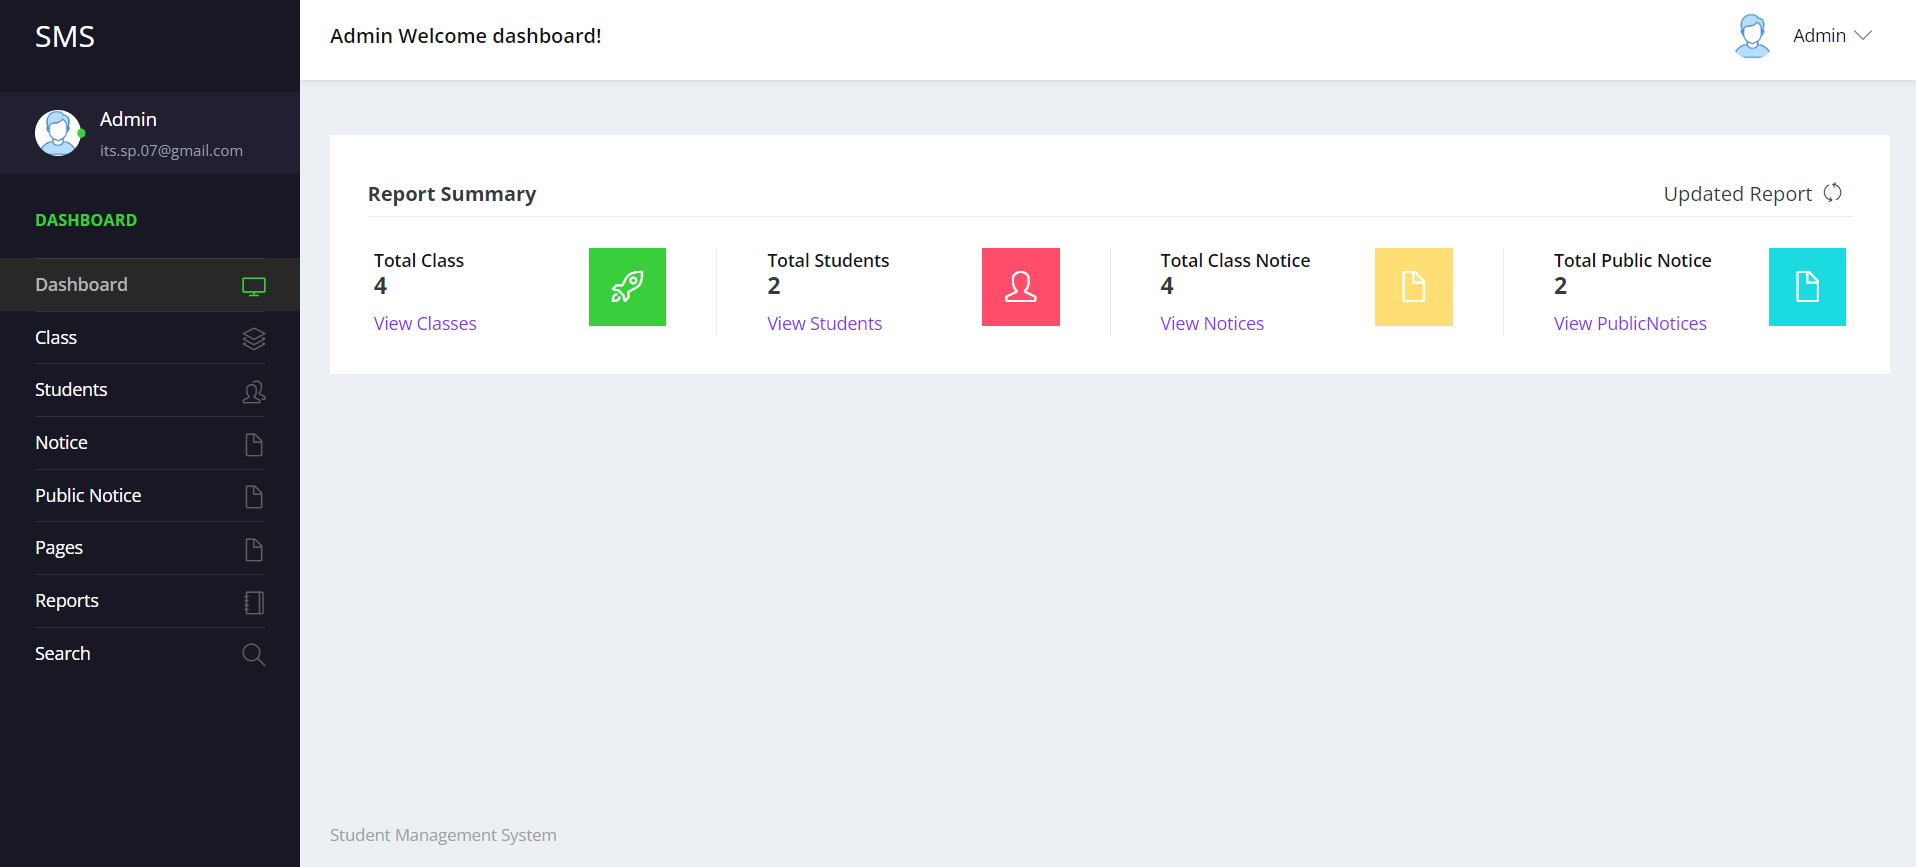 SMS
Admin
its.sp.07@gmail.com
DASHBOARD
Dashboard
Class
Students
Notice
Public Notice
Pages
Reports
Search
Admin Welcome dashboard!
Admin
Report Summary
Updated Report
Total Class
4
View Classes
Total Students
2
View Students
Total Class Notice
4
View Notices
Total Public Notice
2
View PublicNotices
Student Management System